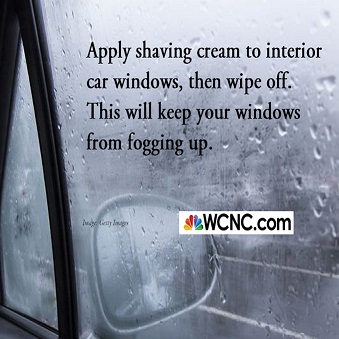 Apply shaving cream to interior
car windows, then wipe off.
This will keep your windows
from fogging up.
Image: Getty Images
WCNC.com